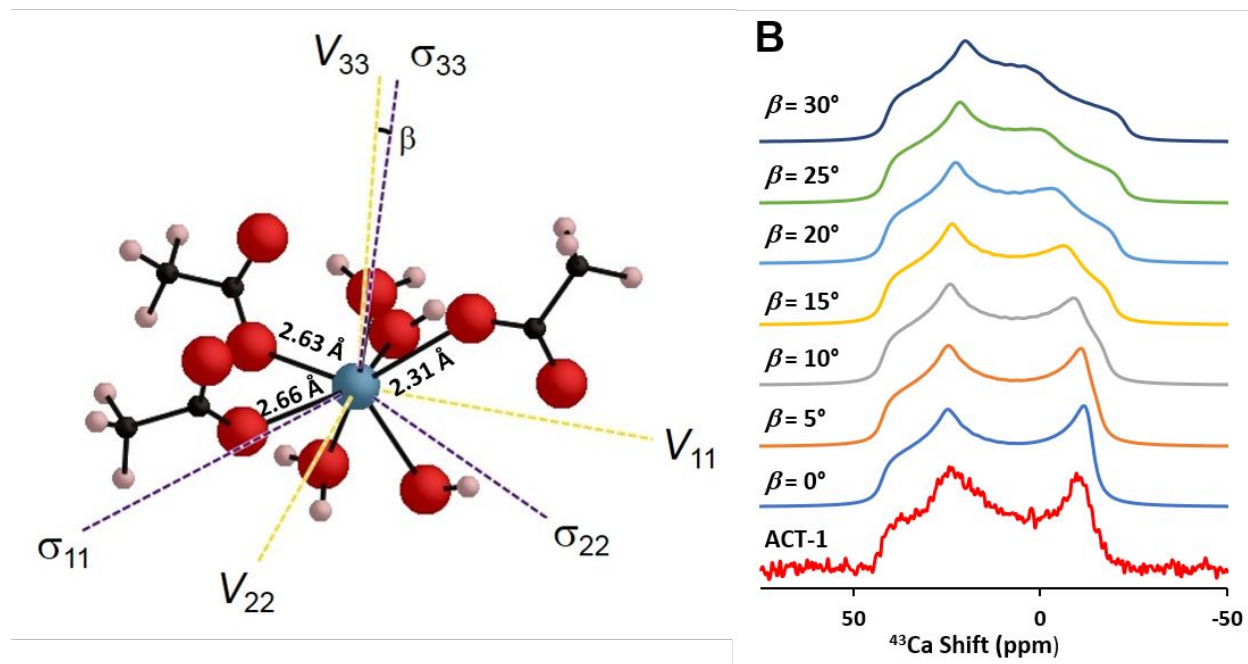 V₃₃
σ₃₃
β
2.63 Å
2.31 Å
2.66 Å
V₁₁
σ₁₁
σ₂₂
V₂₂
B
β = 30°
β = 25°
β = 20°
β = 15°
β = 10°
β = 5°
β = 0°
ACT-1
50 0 -50
⁴³Ca Shift (ppm)